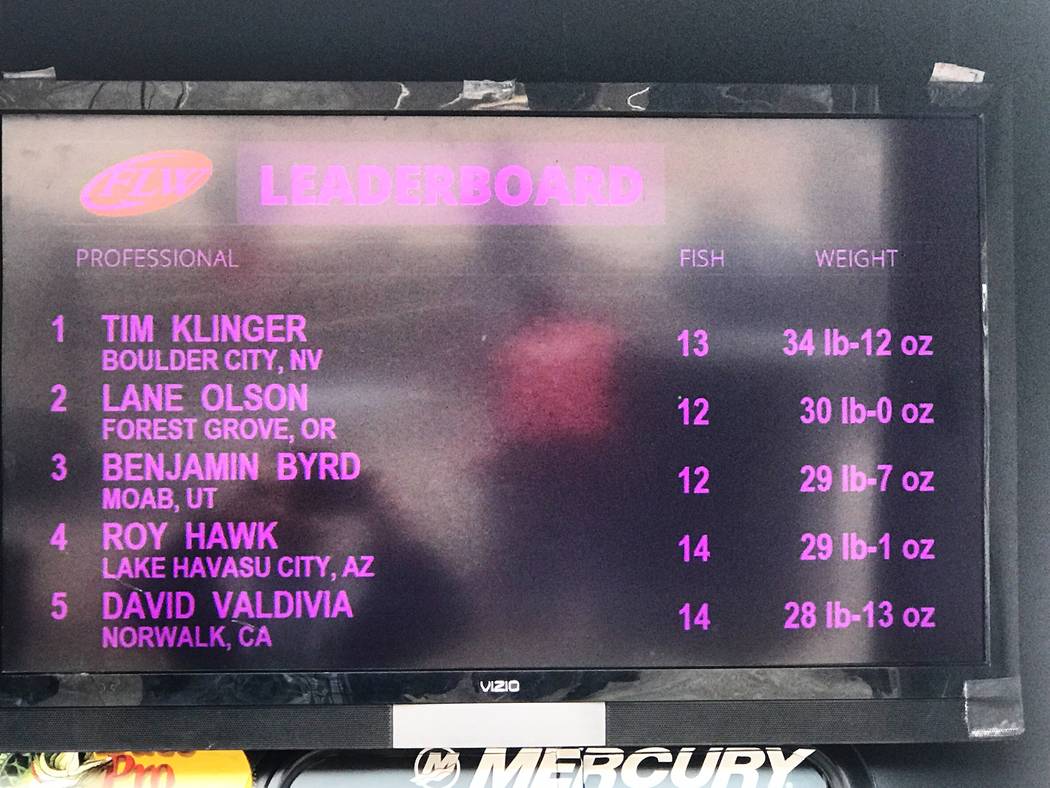 FLW LEADERBOARD
PROFESSIONAL FISH WEIGHT
1 TIM KLINGER 13 34 lb-12 oz
BOULDER CITY, NV
2 LANE OLSON 12 30 lb-0 oz
FOREST GROVE, OR
3 BENJAMIN BYRD 12 29 lb-7 oz
MOAB, UT
4 ROY HAWK 14 29 lb-1 oz
LAKE HAVASU CITY, AZ
5 DAVID VALDIVIA 14 28 lb-13 oz
NORWALK, CA
VIZIO
Pro
M MERCURY